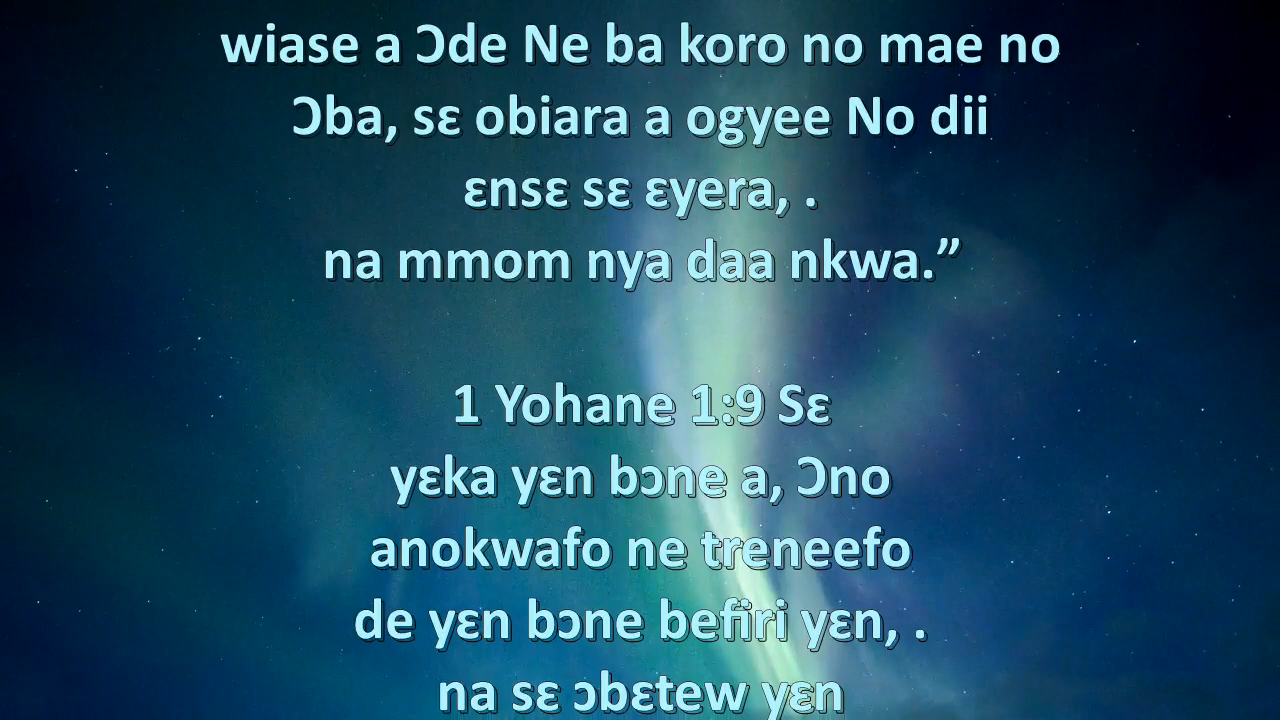 wiase a Ɔde Ne ba koro no mae no
Ɔba, sɛ obiara a ogyee No dii
ɛnsɛ sɛ ɛyera, .
na mmom nya daa nkwa.”
1 Yohane 1:9 Sɛ
yɛka yɛn bɔne a, Ɔno
anokwafo ne treneefo
de yɛn bɔne befiri yɛn, .
na sɛ ɔbɛtew yɛn